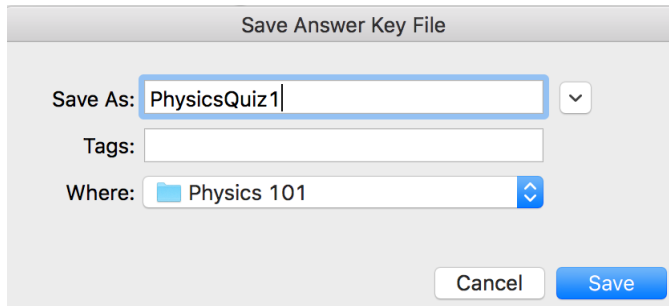 Save Answer Key File
Save As: PhysicsQuiz1
Tags:
Where: Physics 101
Cancel Save